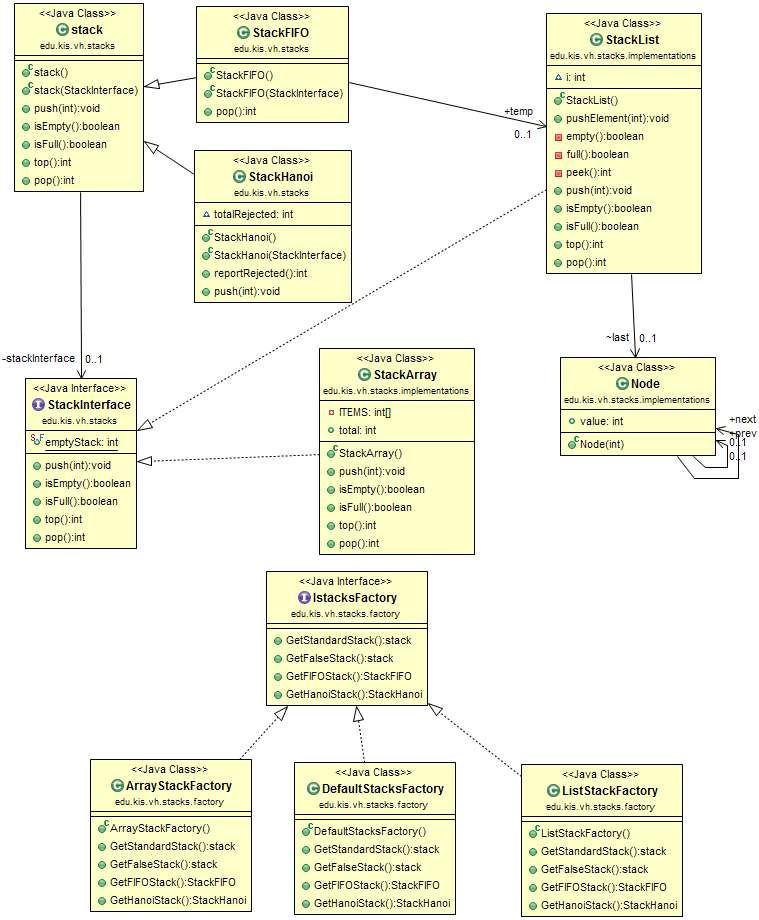 <<Java Class>>
stack
edu.kis.vh.stacks
stack()
stack(StackInterface)
push(int):void
isEmpty():boolean
isFull():boolean
top():int
pop():int
<<Java Class>>
StackFIFO
edu.kis.vh.stacks
StackFIFO()
StackFIFO(StackInterface)
pop():int
<<Java Class>>
StackList
edu.kis.vh.stacks.implementations
i: int
StackList()
pushElement(int):void
empty():boolean
full():boolean
peek():int
push(int):void
isEmpty():boolean
isFull():boolean
top():int
pop():int
+temp
0..1
<<Java Class>>
StackHanoi
edu.kis.vh.stacks
totalRejected: int
StackHanoi()
StackHanoi(StackInterface)
reportRejected():int
push(int):void
-stackInterface
0..1
~last
0..1
<<Java Interface>>
StackInterface
edu.kis.vh.stacks
emptyStack: int
push(int):void
isEmpty():boolean
isFull():boolean
top():int
pop():int
<<Java Class>>
StackArray
edu.kis.vh.stacks.implementations
ITEMS: int[]
total: int
StackArray()
push(int):void
isEmpty():boolean
isFull():boolean
top():int
pop():int
<<Java Class>>
Node
edu.kis.vh.stacks.implementations
value: int
Node(int)
+next
+prev
0..1
0..1
<<Java Interface>>
IstacksFactory
edu.kis.vh.stacks.factory
GetStandardStack():stack
GetFalseStack():stack
GetFIFOStack():StackFIFO
GetHanoiStack():StackHanoi
<<Java Class>>
ArrayStackFactory
edu.kis.vh.stacks.factory
ArrayStackFactory()
GetStandardStack():stack
GetFalseStack():stack
GetFIFOStack():StackFIFO
GetHanoiStack():StackHanoi
<<Java Class>>
DefaultStacksFactory
edu.kis.vh.stacks.factory
DefaultStacksFactory()
GetStandardStack():stack
GetFalseStack():stack
GetFIFOStack():StackFIFO
GetHanoiStack():StackHanoi
<<Java Class>>
ListStackFactory
edu.kis.vh.stacks.factory
ListStackFactory()
GetStandardStack():stack
GetFalseStack():stack
GetFIFOStack():StackFIFO
GetHanoiStack():StackHanoi